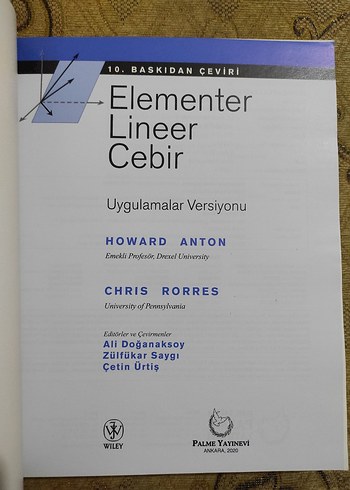 10. BASKIDAN ÇEVİRİ
Elementer
Lineer
Cebir
Uygulamalar Versiyonu
HOWARD ANTON
Emekli Profesör, Drexel University
CHRIS RORRES
University of Pennsylvania
Editörler ve Çevirmenler
Ali Doğanaksoy
Zülfükar Saygı
Çetin Ürtiş
WILEY
PALME YAYINEVİ
ANKARA, 2020